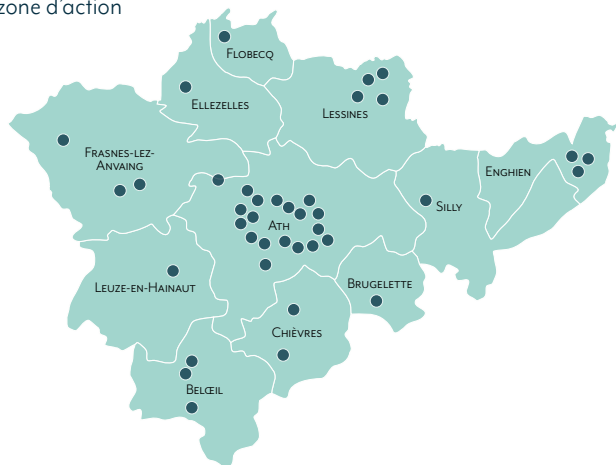 zone d'action
Flobecq
Ellezelles
Lessines
Frasnes-lez-
Anvaing
Enghien
Silly
Ath
Leuze-en-Hainaut
Brugelette
Chièvres
Belœil